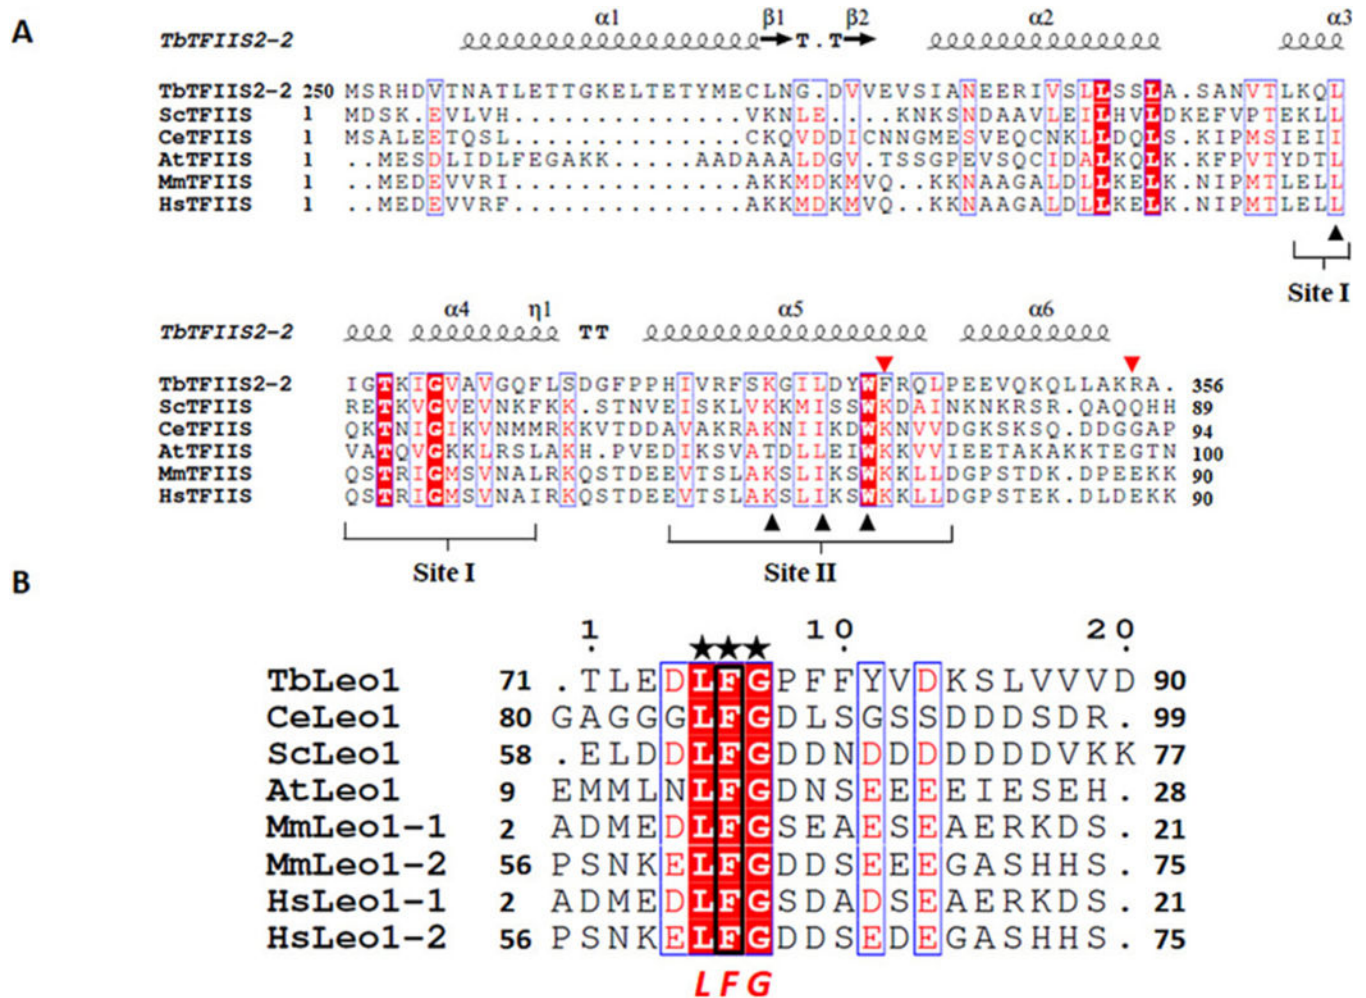 A
α1 β1 β2 α2 α3
TbTFIIS2-2 T.T
TbTFIIS2-2 250 MSRHDVTNATLETTGKELTETYMECLNG.DVVEVSIANEERIVSLLSSLA.SANVTLKQL
ScTFIIS 1 MDSK.EVLVH..............VKNLE...KNKSNDAAVLEILHVLDKEFVPTEKLL
CeTFIIS 1 MSALEETQSL..............CKQVDDICNNGMESVEQCNKLLDQLS.KIPMSIEII
AtTFIIS 1 ..MESDLIDLFEGAKK.....AADAAALDGV.TSSGPEVSQCIDALKQLK.KFPVTYDTL
MmTFIIS 1 ..MEDEVVRI..............AKKMDKMVQ..KKNAAGALDLLKELK.NIPMTLELL
HsTFIIS 1 ..MEDEVVRF..............AKKMDKMVQ..KKNAAGALDLLKELK.NIPMTLELL
Site I
α4 η1 α5 α6
TbTFIIS2-2 TT
TbTFIIS2-2 IGTKIGVAVGQFLSDGFPPHIVRFSKGILDYWFRQLPEEVQKQLLAKRA. 356
ScTFIIS RETKVGVEVNKFKK.STNVEISKLVKKMISSWKDAINKNKRSR.QAQQHH 89
CeTFIIS QKTNIGIKVNMMRKKVTDDAVAKRAKNIIKDWKNVVDGKSKSQ.DDGGAP 94
AtTFIIS VATQVGKKLRSLAKH.PVEDIKSVATDLLEIWKKVVIEETAKAKKTEGTN 100
MmTFIIS QSTRIGMSVNALRKQSTDEEVTSLAKSLIKSWKKLLDGPSTDK.DPEEKK 90
HsTFIIS QSTRIGMSVNAIRKQSTDEEVTSLAKSLIKSWKKLLDGPSTEK.DLDEKK 90
Site I Site II
B
1 10 20
TbLeo1 71 .TLEDLFGPFFYVDKSLVVVD 90
CeLeo1 80 GAGGGLFGDLSGSSDDDSDR. 99
ScLeo1 58 .ELDDLFGDDNDDDDDDDVKK 77
AtLeo1 9 EMMLNLFGDNSEEEEIESEH. 28
MmLeo1-1 2 ADMEDLFGSEAESEAERKDS. 21
MmLeo1-2 56 PSNKELFGDDSEEEGASHHS. 75
HsLeo1-1 2 ADMEDLFGSDADSEAERKDS. 21
HsLeo1-2 56 PSNKELFGDDSEDEGASHHS. 75
LFG